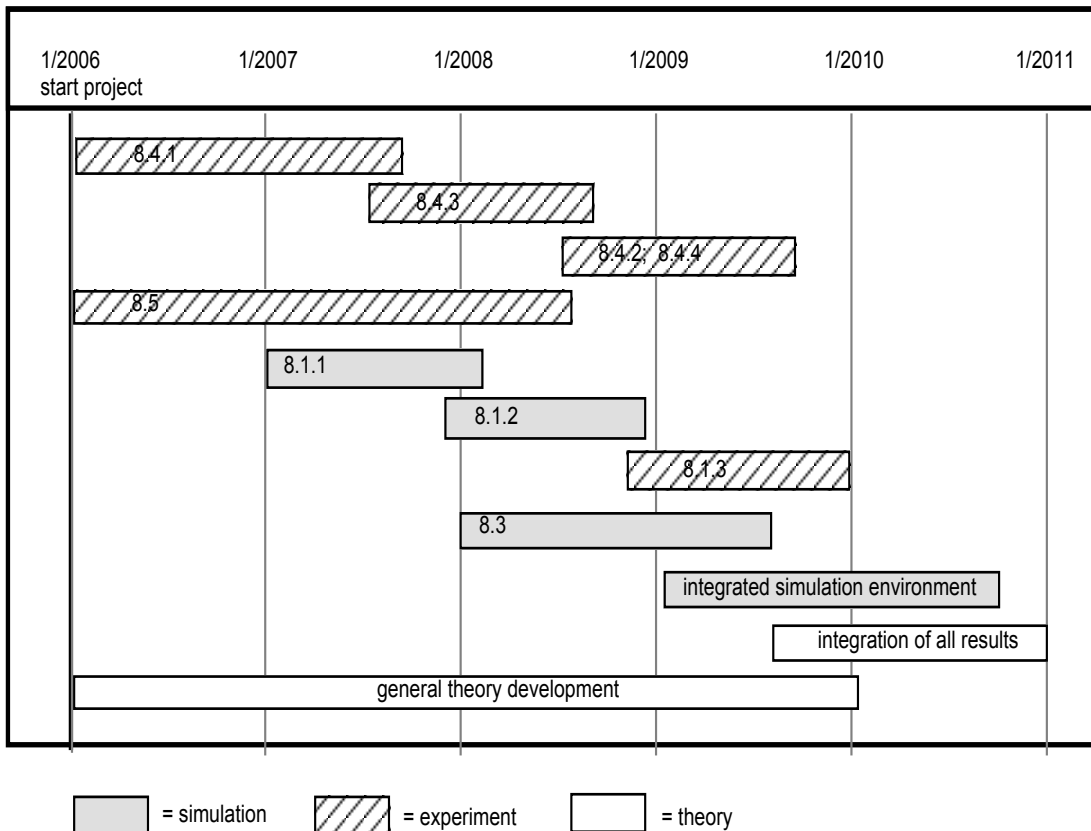 1/2006 1/2007 1/2008 1/2009 1/2010 1/2011
start project
8.4.1
8.4.3
8.4.2; 8.4.4
8.5
8.1.1
8.1.2
8.1.3
8.3
integrated simulation environment
integration of all results
general theory development
= simulation = experiment = theory